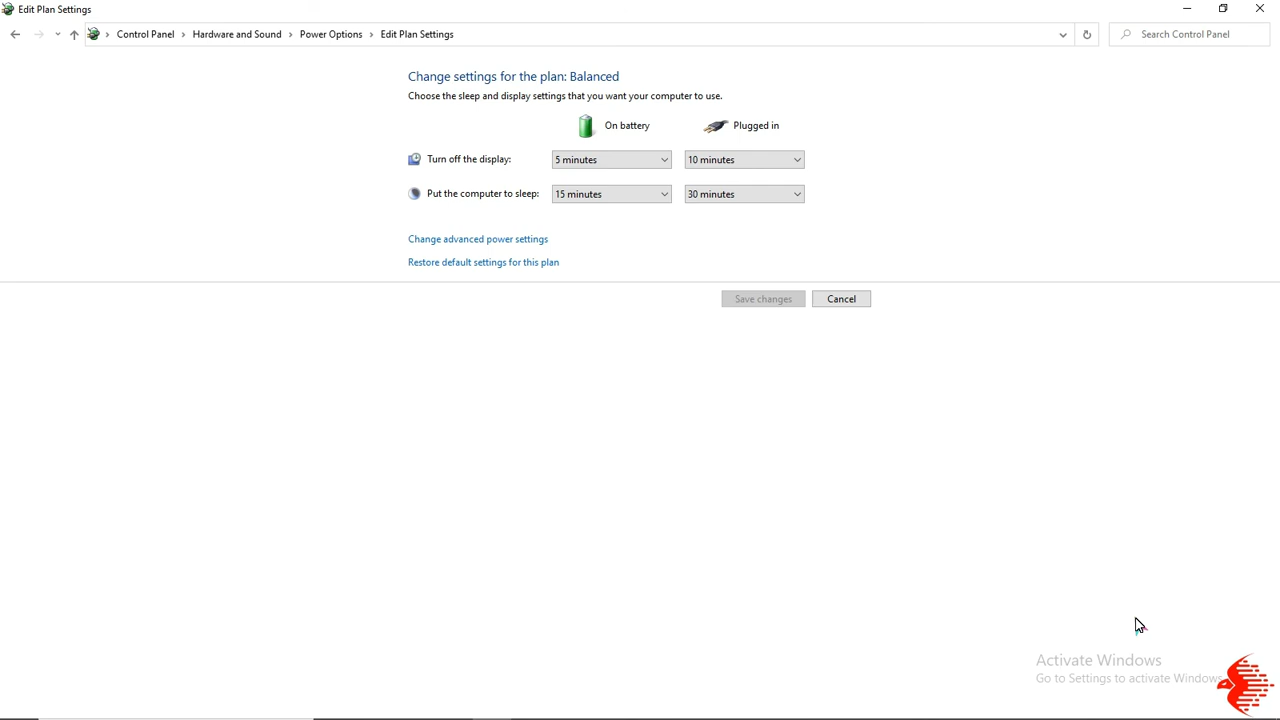 Edit Plan Settings
Control Panel › Hardware and Sound › Power Options › Edit Plan Settings
Search Control Panel
Change settings for the plan: Balanced
Choose the sleep and display settings that you want your computer to use.
On battery Plugged in
Turn off the display: 5 minutes 10 minutes
Put the computer to sleep: 15 minutes 30 minutes
Change advanced power settings
Restore default settings for this plan
Save changes Cancel
Activate Windows
Go to Settings to activate Windows